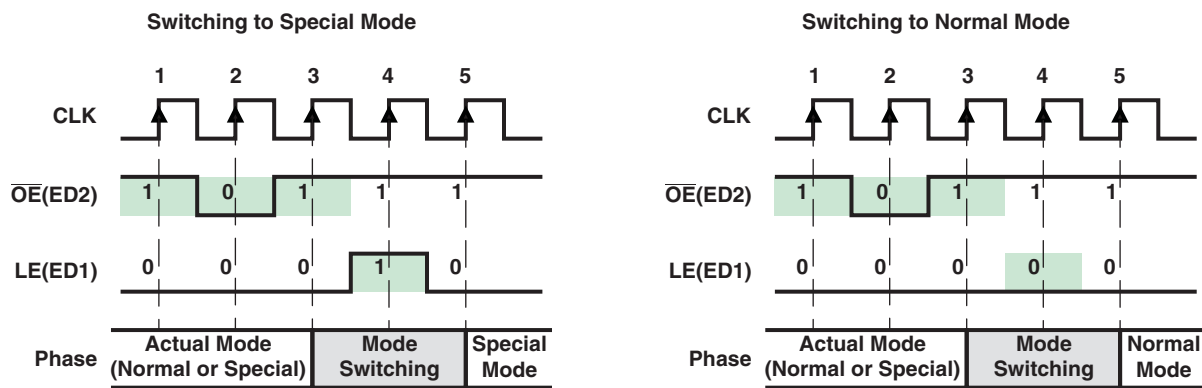 Switching to Special Mode
1 2 3 4 5
CLK
OE(ED2)
1 0 1 1 1
LE(ED1)
0 0 0 1 0
Phase
Actual Mode
(Normal or Special)
Mode
Switching
Special
Mode
Switching to Normal Mode
1 2 3 4 5
CLK
OE(ED2)
1 0 1 1 1
LE(ED1)
0 0 0 0 0
Phase
Actual Mode
(Normal or Special)
Mode
Switching
Normal
Mode